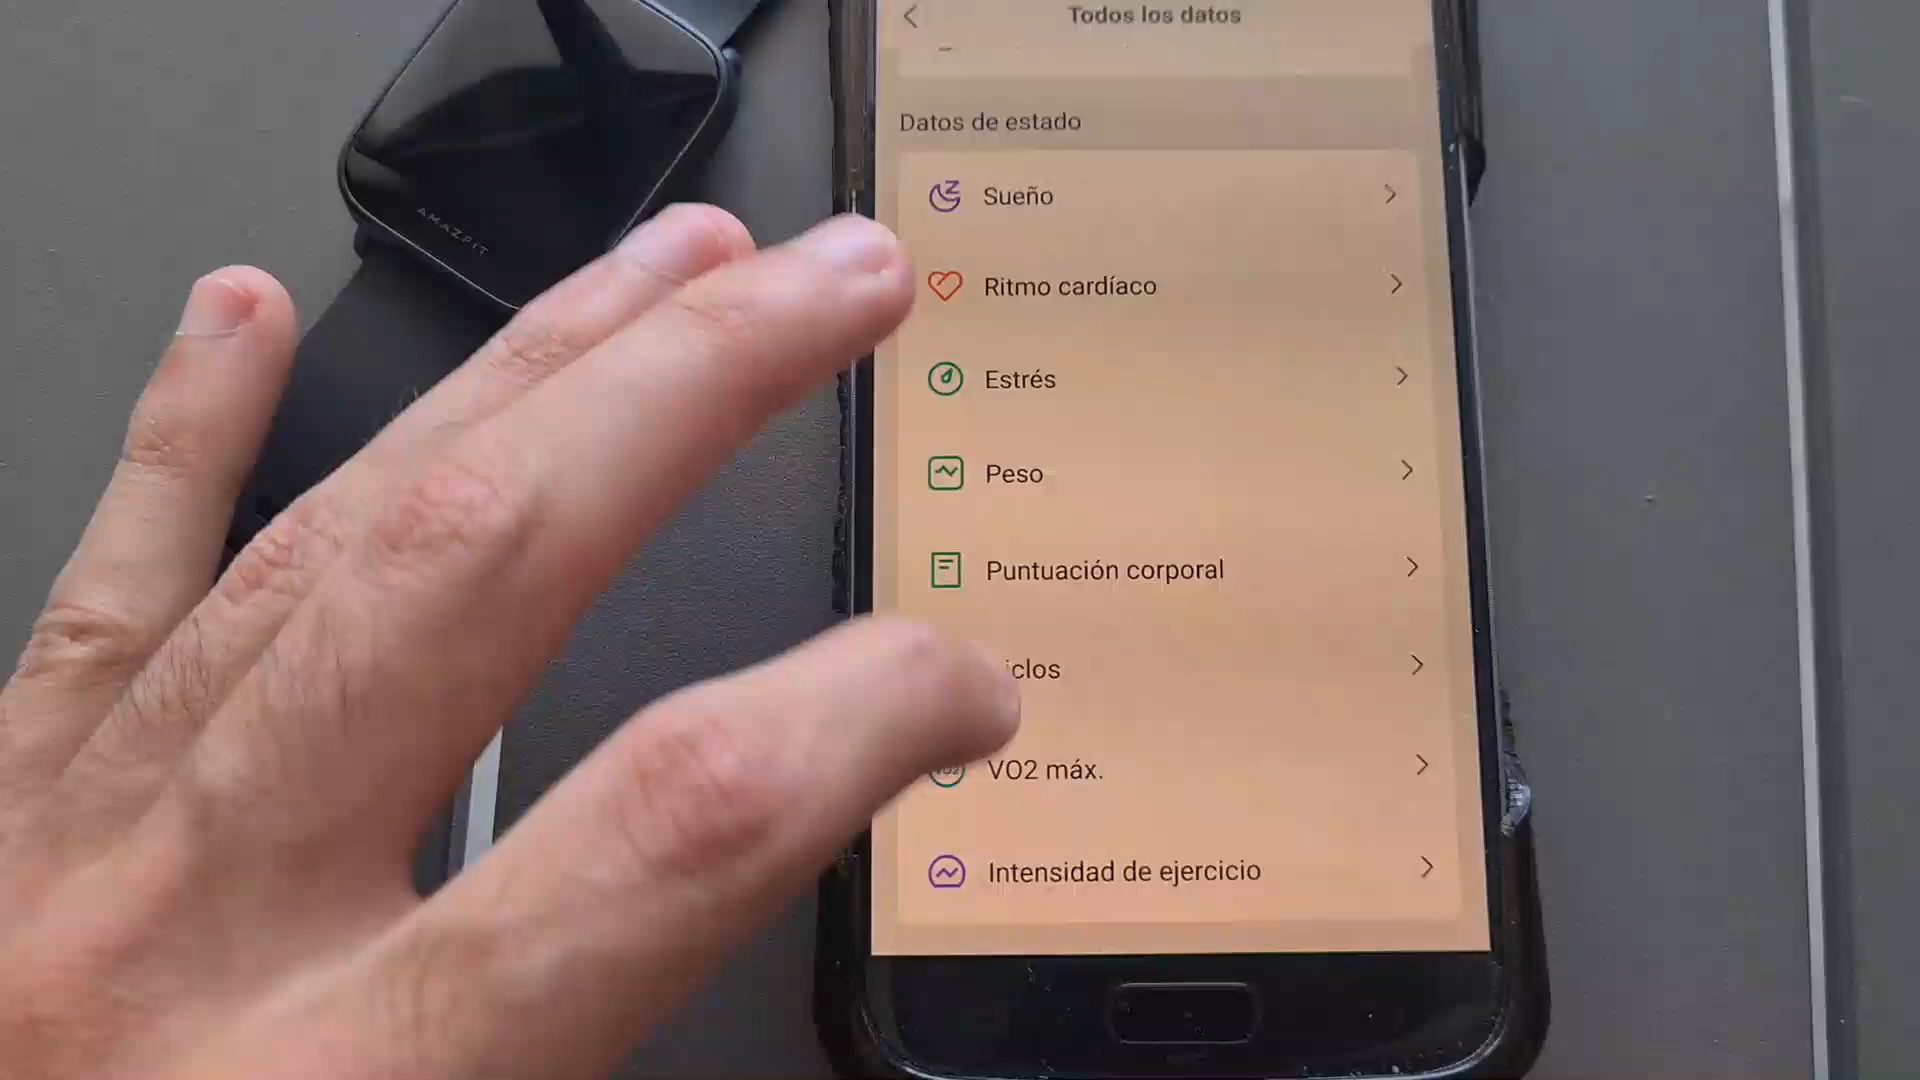 Todos los datos
AMAZFIT
Datos de estado
Sueño
Ritmo cardíaco
Estrés
Peso
Puntuación corporal
iclos
VO2 máx.
Intensidad de ejercicio